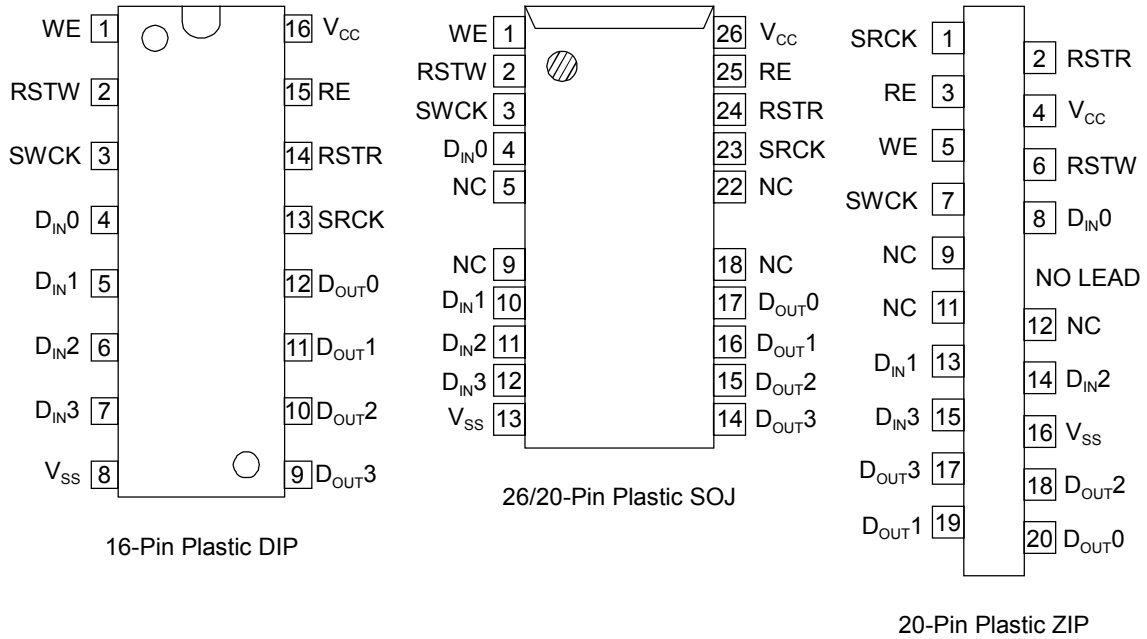 WE 1 16 VCC
RSTW 2 15 RE
SWCK 3 14 RSTR
DIN0 4 13 SRCK
DIN1 5 12 DOUT0
DIN2 6 11 DOUT1
DIN3 7 10 DOUT2
VSS 8 9 DOUT3
16-Pin Plastic DIP
WE 1 26 VCC
RSTW 2 25 RE
SWCK 3 24 RSTR
DIN0 4 23 SRCK
NC 5 22 NC
NC 9 18 NC
DIN1 10 17 DOUT0
DIN2 11 16 DOUT1
DIN3 12 15 DOUT2
VSS 13 14 DOUT3
26/20-Pin Plastic SOJ
SRCK 1
2 RSTR
RE 3
4 VCC
WE 5
6 RSTW
SWCK 7
8 DIN0
NC 9
NO LEAD
NC 11
12 NC
DIN1 13
14 DIN2
DIN3 15
16 VSS
DOUT3 17
18 DOUT2
DOUT1 19
20 DOUT0
20-Pin Plastic ZIP